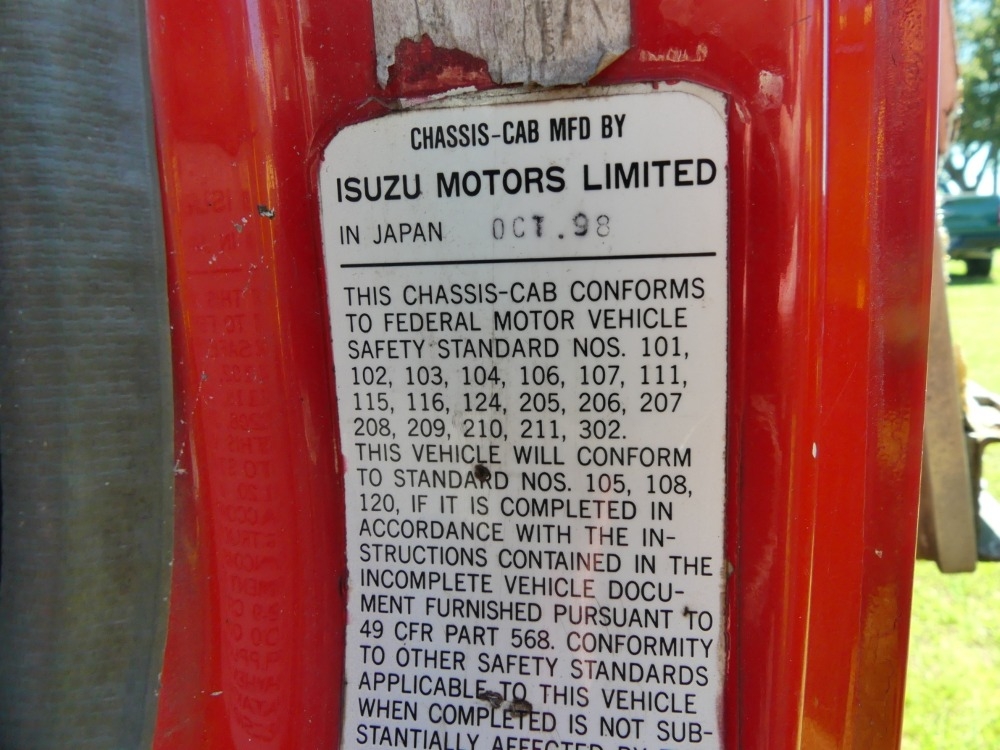 CHASSIS-CAB MFD BY
ISUZU MOTORS LIMITED
IN JAPAN OCT.98
THIS CHASSIS-CAB CONFORMS
TO FEDERAL MOTOR VEHICLE
SAFETY STANDARD NOS. 101,
102, 103, 104, 106, 107, 111,
115, 116, 124, 205, 206, 207
208, 209, 210, 211, 302.
THIS VEHICLE WILL CONFORM
TO STANDARD NOS. 105, 108,
120, IF IT IS COMPLETED IN
ACCORDANCE WITH THE IN-
STRUCTIONS CONTAINED IN THE
INCOMPLETE VEHICLE DOCU-
MENT FURNISHED PURSUANT TO
49 CFR PART 568. CONFORMITY
TO OTHER SAFETY STANDARDS
APPLICABLE TO THIS VEHICLE
WHEN COMPLETED IS NOT SUB-
STANTIALLY AFFECTED BY